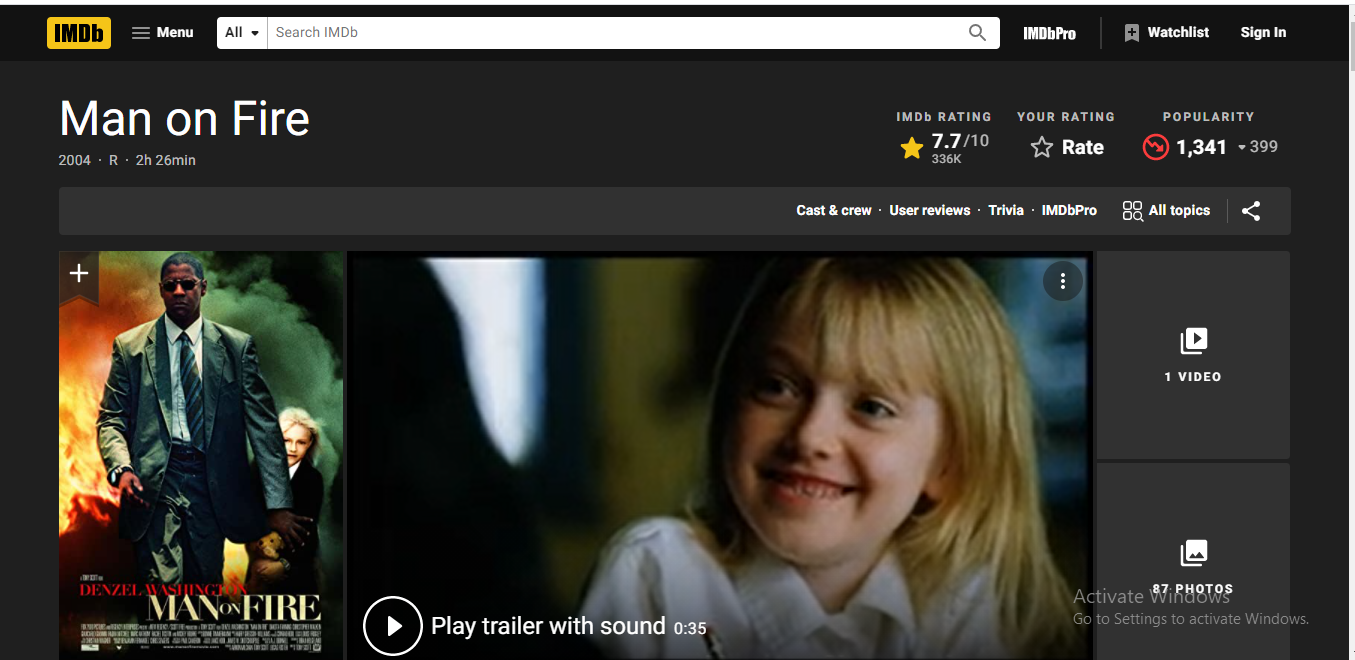 IMDb Menu All Search IMDb IMDbPro Watchlist Sign In
Man on Fire
2004 · R · 2h 26min
IMDb RATING YOUR RATING POPULARITY
7.7/10 Rate 1,341 399
336K
Cast & crew · User reviews · Trivia · IMDbPro All topics
1 VIDEO
A TONY SCOTT FILM
DENZEL WASHINGTON
MAN ON FIRE
Play trailer with sound 0:35
87 PHOTOS
Activate Windows
Go to Settings to activate Windows.